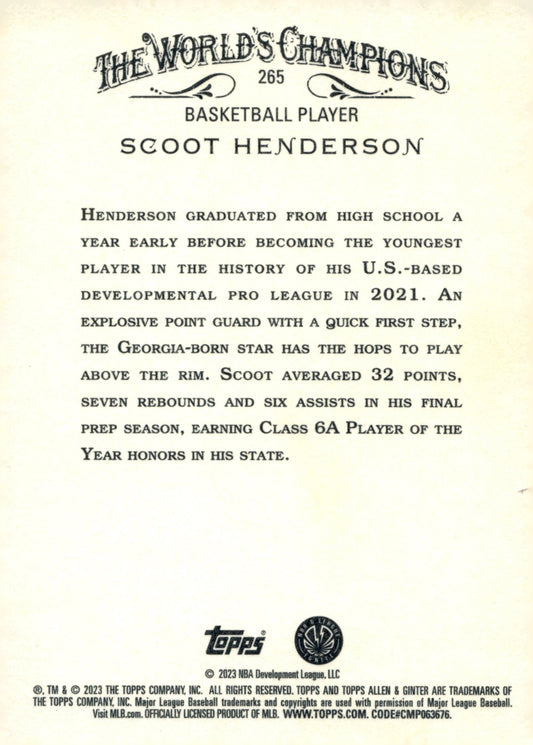 THE WORLD'S CHAMPIONS
265
BASKETBALL PLAYER
SCOOT HENDERSON
HENDERSON GRADUATED FROM HIGH SCHOOL A
YEAR EARLY BEFORE BECOMING THE YOUNGEST
PLAYER IN THE HISTORY OF HIS U.S.-BASED
DEVELOPMENTAL PRO LEAGUE IN 2021. AN
EXPLOSIVE POINT GUARD WITH A QUICK FIRST STEP,
THE GEORGIA-BORN STAR HAS THE HOPS TO PLAY
ABOVE THE RIM. SCOOT AVERAGED 32 POINTS,
SEVEN REBOUNDS AND SIX ASSISTS IN HIS FINAL
PREP SEASON, EARNING CLASS 6A PLAYER OF THE
YEAR HONORS IN HIS STATE.
topps®
NBA G LEAGUE
IGNITE
© 2023 NBA Development League, LLC
®, TM & © 2023 THE TOPPS COMPANY, INC. ALL RIGHTS RESERVED. TOPPS AND TOPPS ALLEN & GINTER ARE TRADEMARKS OF
THE TOPPS COMPANY, INC. Major League Baseball trademarks and copyrights are used with permission of Major League Baseball.
Visit MLB.com. OFFICIALLY LICENSED PRODUCT OF MLB. WWW.TOPPS.COM. CODE#CMP063676.